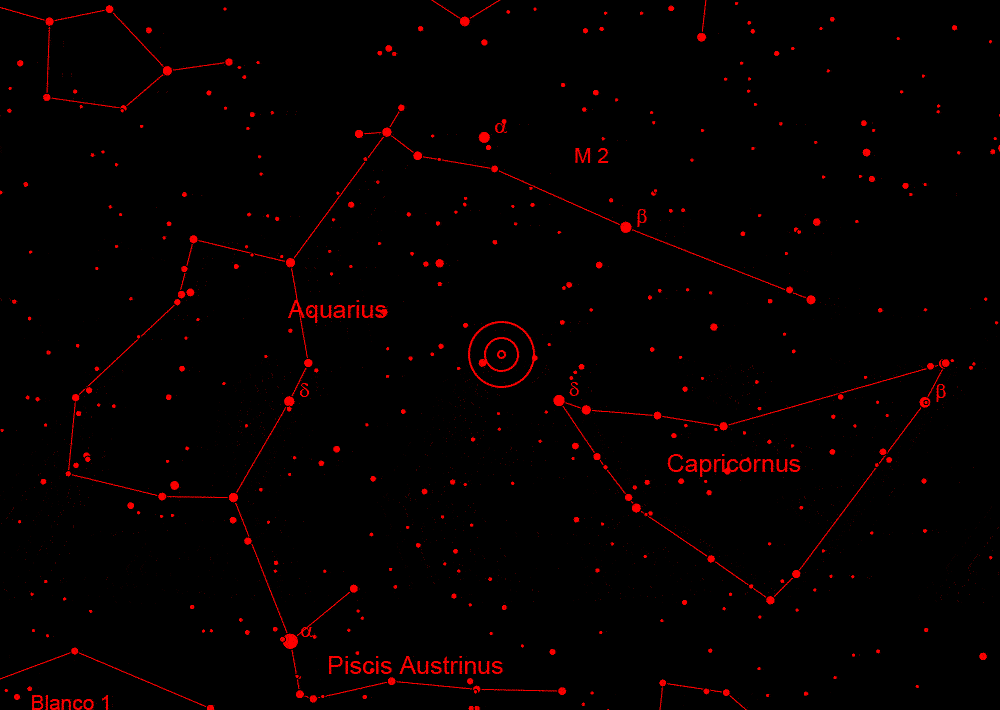 α
M 2
β
Aquarius
δ
δ
β
Capricornus
α
Piscis Austrinus
Blanco 1